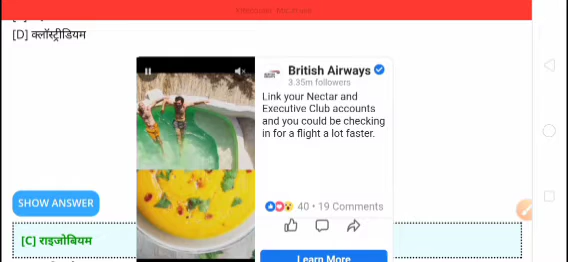 [D] क्लॉस्ट्रीडियम
British Airways
3.35m followers
Link your Nectar and
Executive Club accounts
and you could be checking
in for a flight a lot faster.
40 • 19 Comments
SHOW ANSWER
[C] राइजोबियम
Learn More